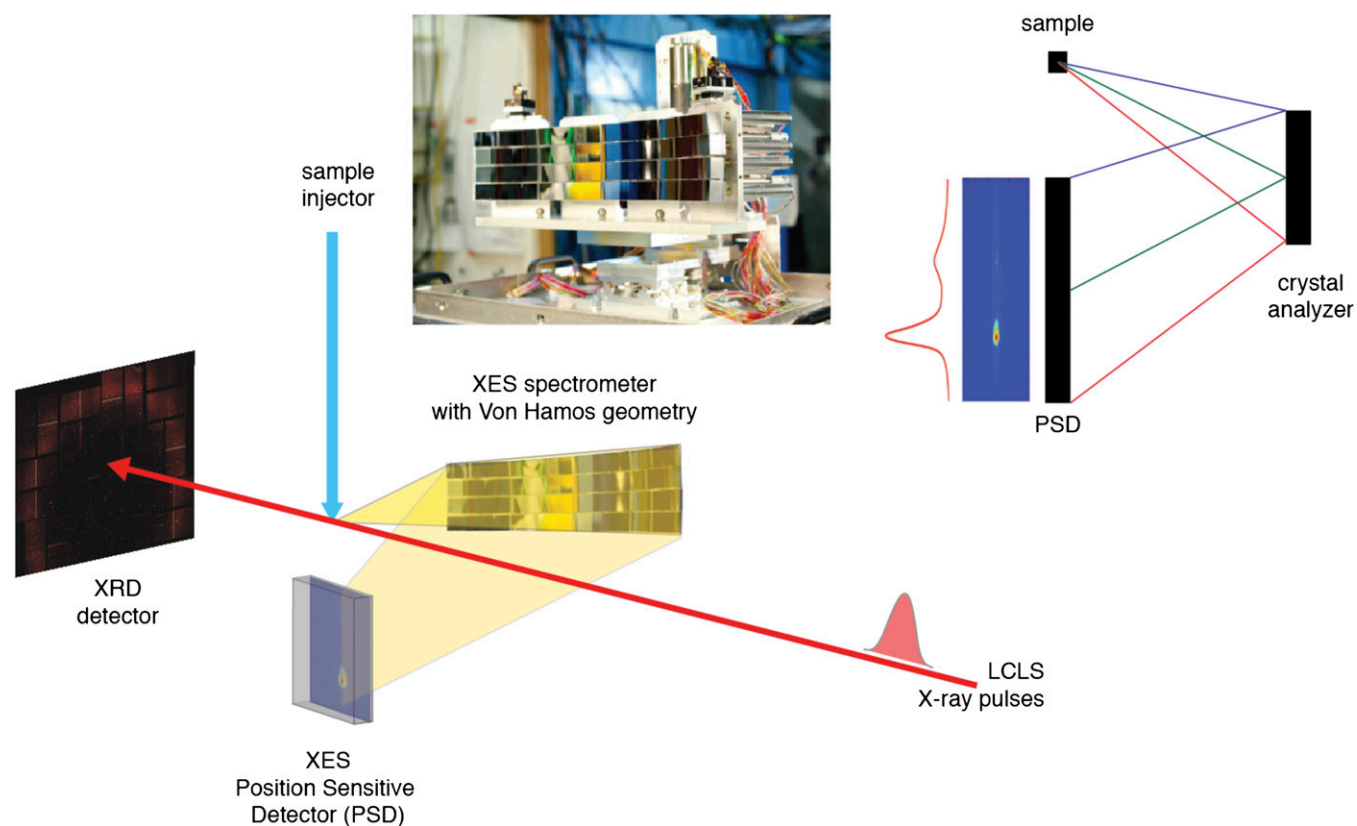 sample
sample
injector
crystal
analyzer
XES spectrometer
with Von Hamos geometry
PSD
XRD
detector
LCLS
X-ray pulses
XES
Position Sensitive
Detector (PSD)